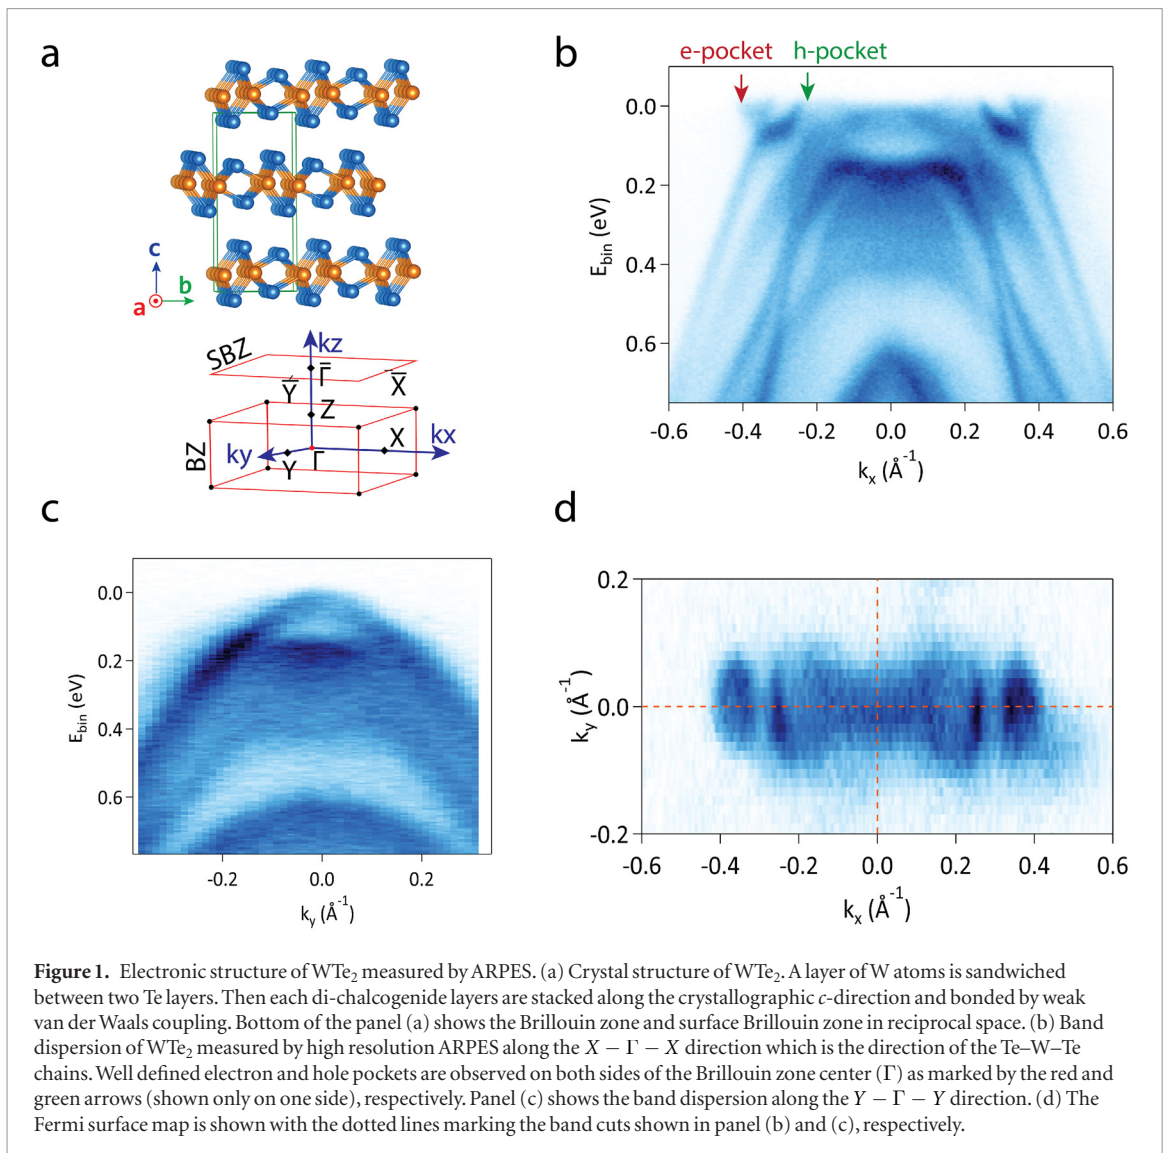 a
c
b
a
SBZ
kz
Γ̅
Y̅
X̅
Z
BZ
ky
Y
Γ
X
kx
b
e-pocket h-pocket
0.0
0.2
0.4
0.6
E_bin (eV)
-0.6 -0.4 -0.2 0.0 0.2 0.4 0.6
k_x (Å⁻¹)
c
0.0
0.2
0.4
0.6
E_bin (eV)
-0.2 0.0 0.2
k_y (Å⁻¹)
d
0.2
0.0
-0.2
k_y (Å⁻¹)
-0.6 -0.4 -0.2 0.0 0.2 0.4 0.6
k_x (Å⁻¹)
Figure 1. Electronic structure of WTe₂ measured by ARPES. (a) Crystal structure of WTe₂. A layer of W atoms is sandwiched
between two Te layers. Then each di-chalcogenide layers are stacked along the crystallographic c-direction and bonded by weak
van der Waals coupling. Bottom of the panel (a) shows the Brillouin zone and surface Brillouin zone in reciprocal space. (b) Band
dispersion of WTe₂ measured by high resolution ARPES along the X − Γ − X direction which is the direction of the Te–W–Te
chains. Well defined electron and hole pockets are observed on both sides of the Brillouin zone center (Γ) as marked by the red and
green arrows (shown only on one side), respectively. Panel (c) shows the band dispersion along the Y − Γ − Y direction. (d) The
Fermi surface map is shown with the dotted lines marking the band cuts shown in panel (b) and (c), respectively.